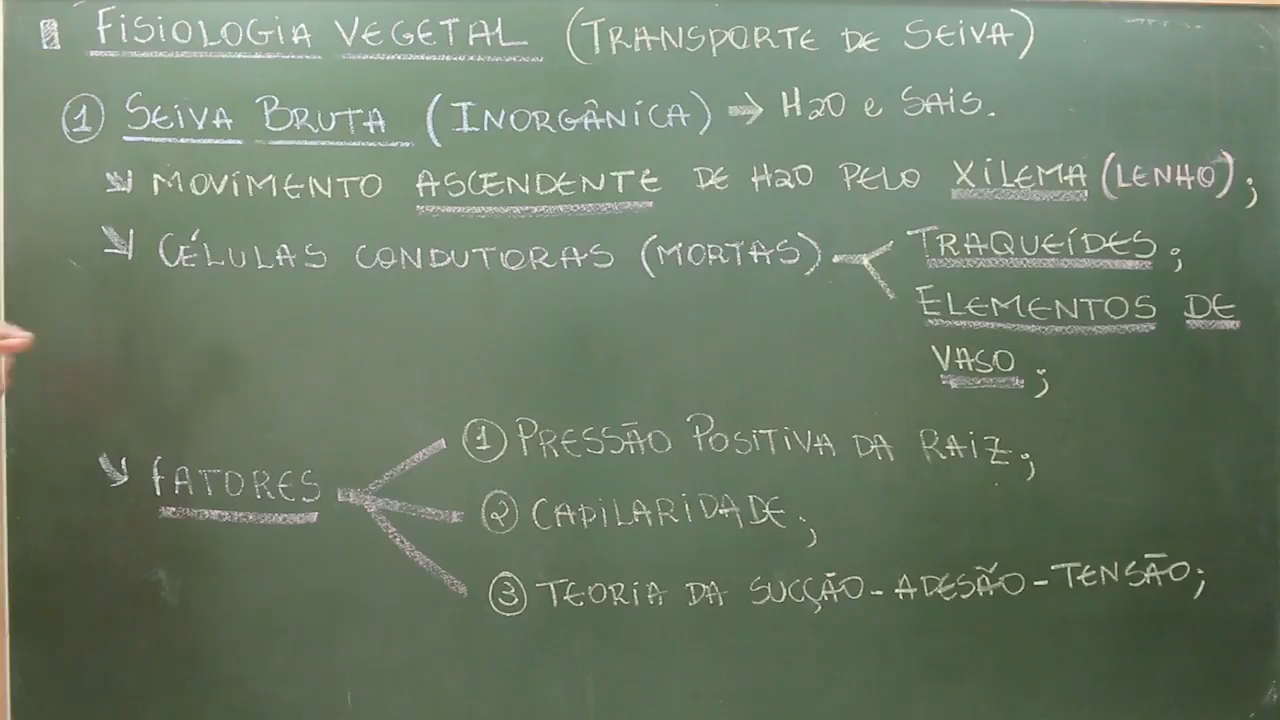 FISIOLOGIA VEGETAL (TRANSPORTE DE SEIVA)
1 SEIVA BRUTA (INORGÂNICA) → H2O e SAIS.
↘ MOVIMENTO ASCENDENTE DE H2O PELO XILEMA (LENHO);
↘ CÉLULAS CONDUTORAS (MORTAS) TRAQUEÍDES;
ELEMENTOS DE
VASO;
1 PRESSÃO POSITIVA DA RAIZ;
↘ FATORES
2 CAPILARIDADE;
3 TEORIA DA SUCÇÃO-ADESÃO-TENSÃO;